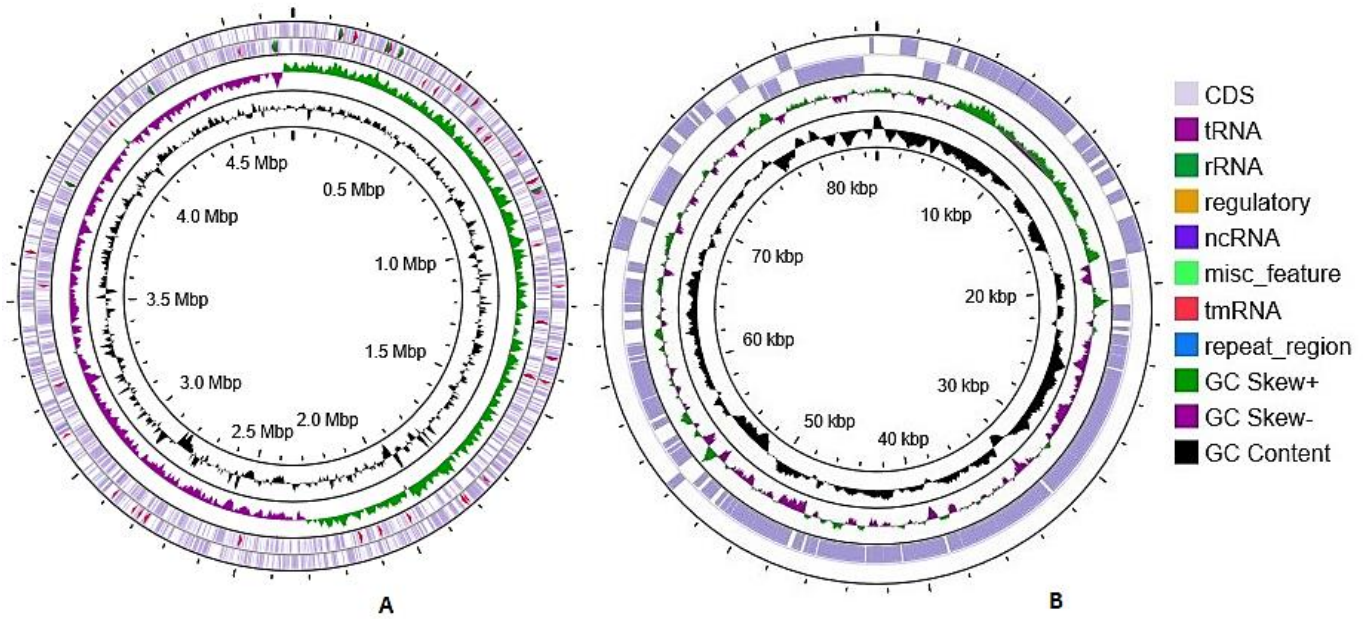 4.5 Mbp
0.5 Mbp
4.0 Mbp
1.0 Mbp
3.5 Mbp
1.5 Mbp
3.0 Mbp
2.5 Mbp
2.0 Mbp
A
80 kbp
10 kbp
70 kbp
20 kbp
60 kbp
30 kbp
50 kbp
40 kbp
B
CDS
tRNA
rRNA
regulatory
ncRNA
misc_feature
tmRNA
repeat_region
GC Skew+
GC Skew-
GC Content